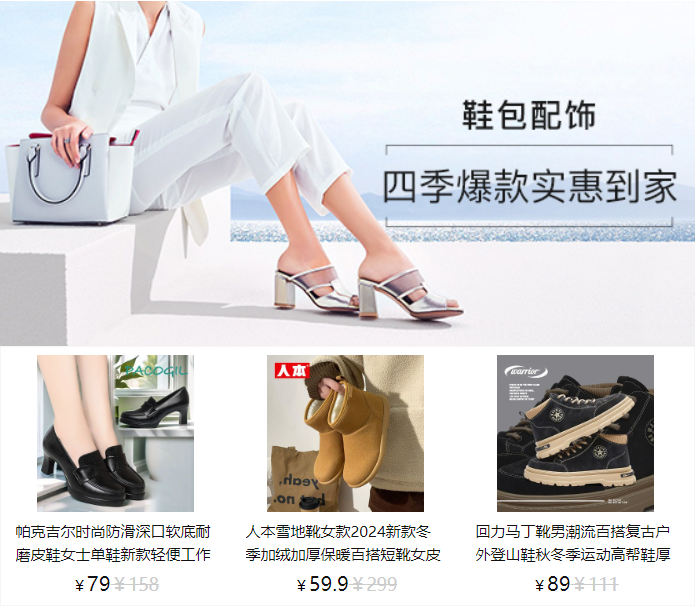 鞋包配饰
四季爆款实惠到家
PACOGIL
人本
warrior
帕克吉尔时尚防滑深口软底耐
磨皮鞋女士单鞋新款轻便工作
¥79 ¥158
人本雪地靴女款2024新款冬
季加绒加厚保暖百搭短靴女皮
¥59.9 ¥299
回力马丁靴男潮流百搭复古户
外登山鞋秋冬季运动高帮鞋厚
¥89 ¥111